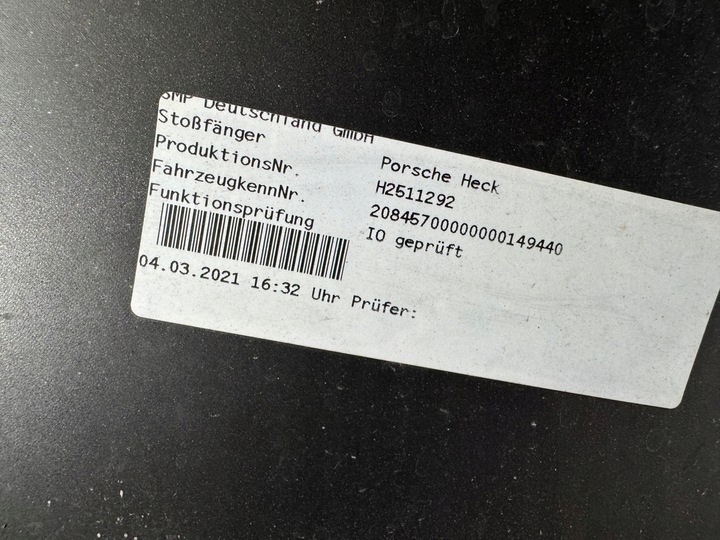 SMP Deutschland GmbH
Stoßfänger Porsche Heck
ProduktionsNr. H2511292
FahrzeugkennNr. 20845700000000149440
Funktionsprüfung IO geprüft
04.03.2021 16:32 Uhr Prüfer: